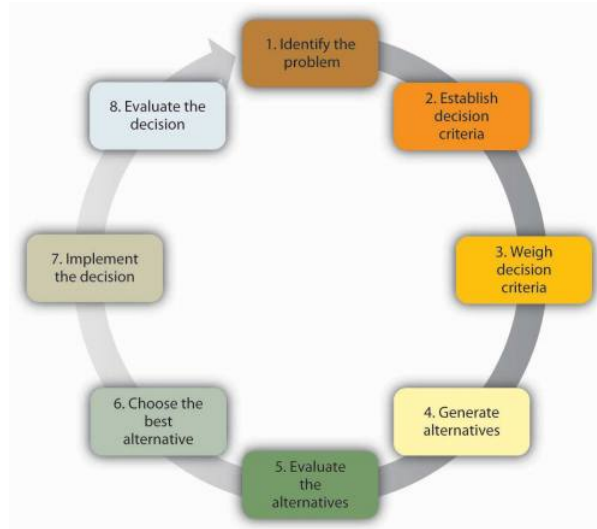 1. Identify the
problem
2. Establish
decision
criteria
3. Weigh
decision
criteria
4. Generate
alternatives
5. Evaluate
the
alternatives
6. Choose the
best
alternative
7. Implement
the decision
8. Evaluate the
decision